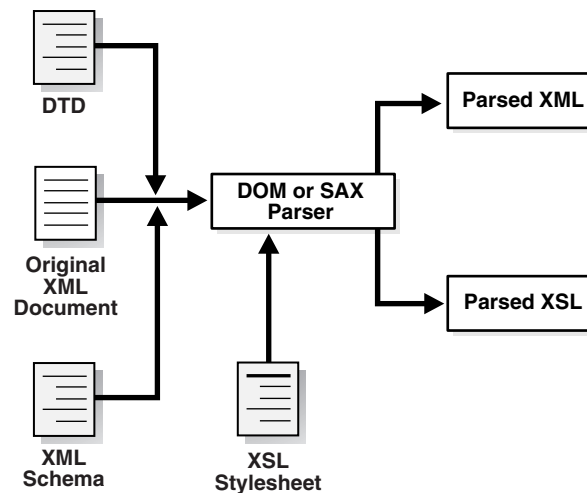 DTD
Parsed XML
DOM or SAX
Parser
Original
XML
Document
Parsed XSL
XML
Schema
XSL
Stylesheet